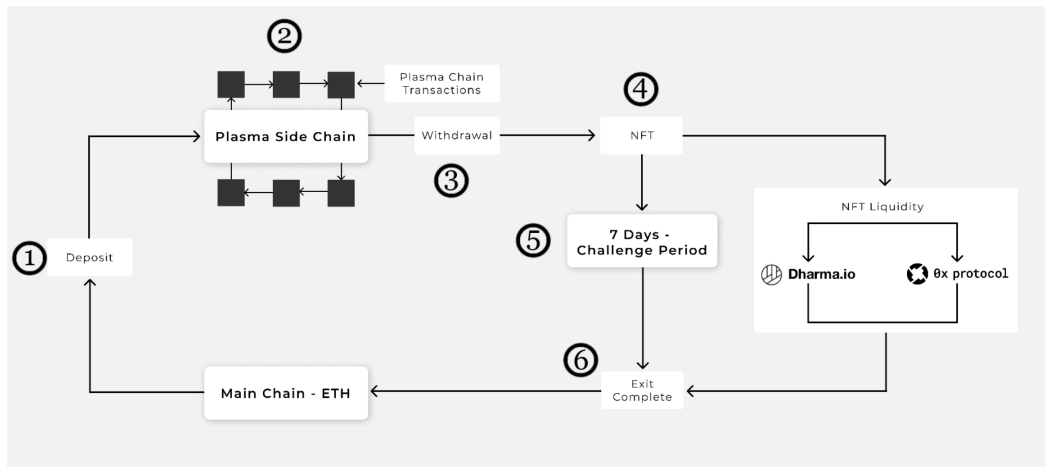 ②
Plasma Chain
Transactions
④
Plasma Side Chain
Withdrawal
NFT
③
NFT Liquidity
⑤
7 Days -
Challenge Period
①
Deposit
Dharma.io
0x protocol
⑥
Main Chain - ETH
Exit
Complete